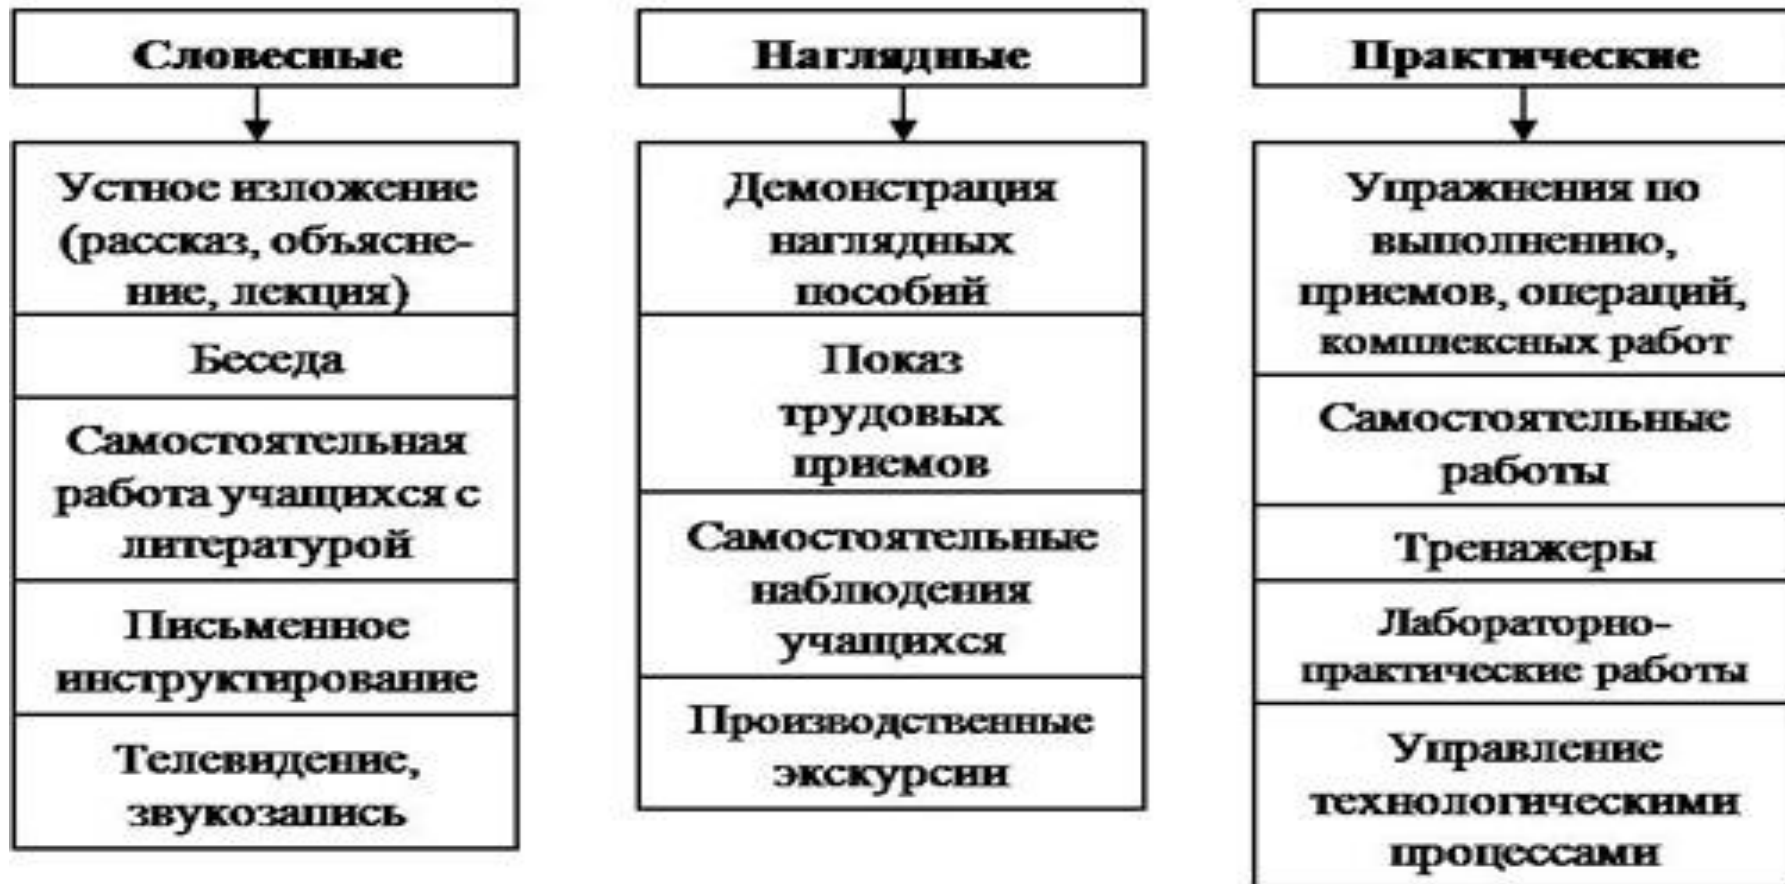 Словесные
Устное изложение
(рассказ, объясне-
ние, лекция)
Беседа
Самостоятельная
работа учащихся с
литературой
Письменное
инструктирование
Телевидение,
звукозапись
Наглядные
Демонстрация
наглядных
пособий
Показ
трудовых
приемов
Самостоятельные
наблюдения
учащихся
Производственные
экскурсии
Практические
Упражнения по
выполнению,
приемов, операций,
комплексных работ
Самостоятельные
работы
Тренажеры
Лабораторно-
практические работы
Управление
технологическими
процессами